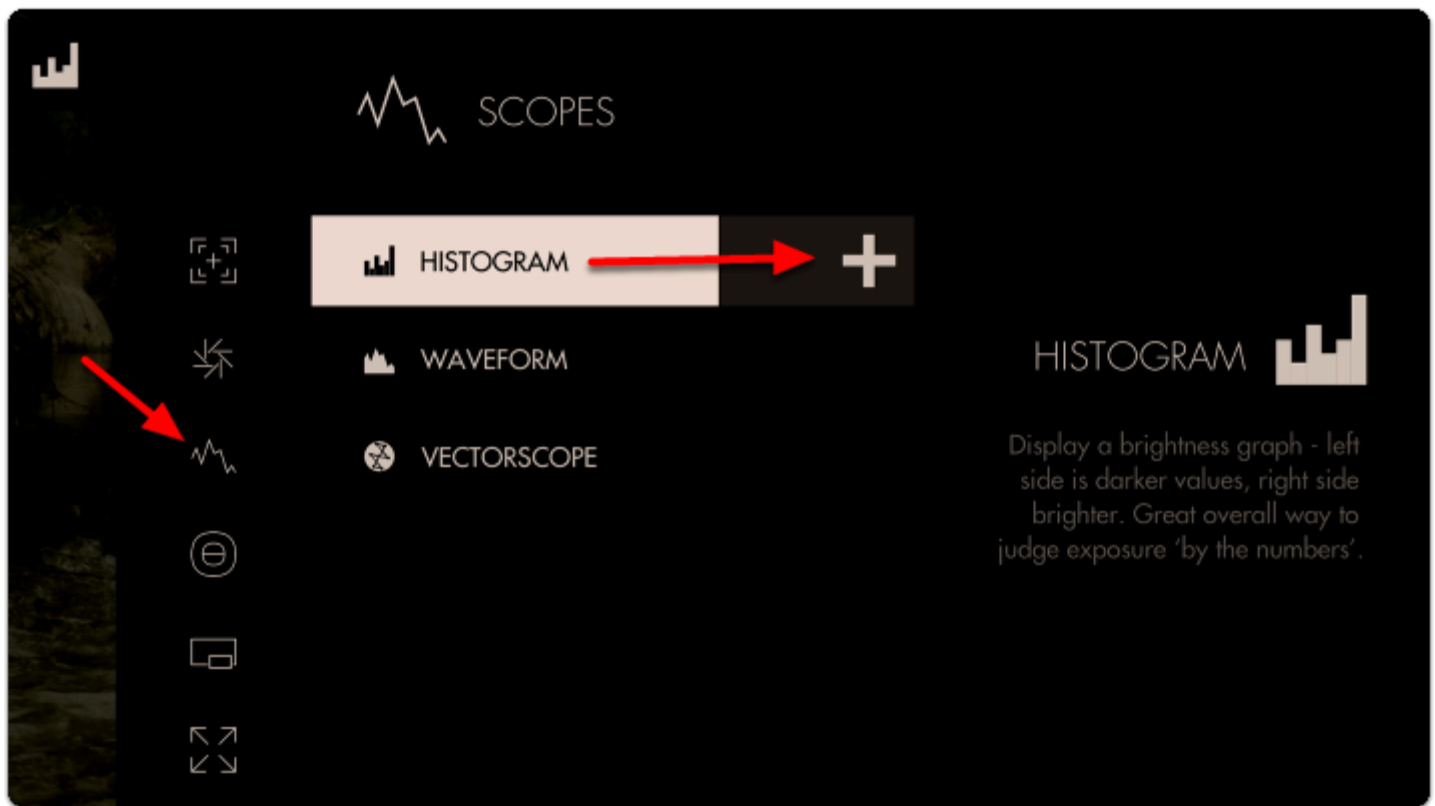 SCOPES
HISTOGRAM
WAVEFORM
VECTORSCOPE
HISTOGRAM
Display a brightness graph - left
side is darker values, right side
brighter. Great overall way to
judge exposure ‘by the numbers’.